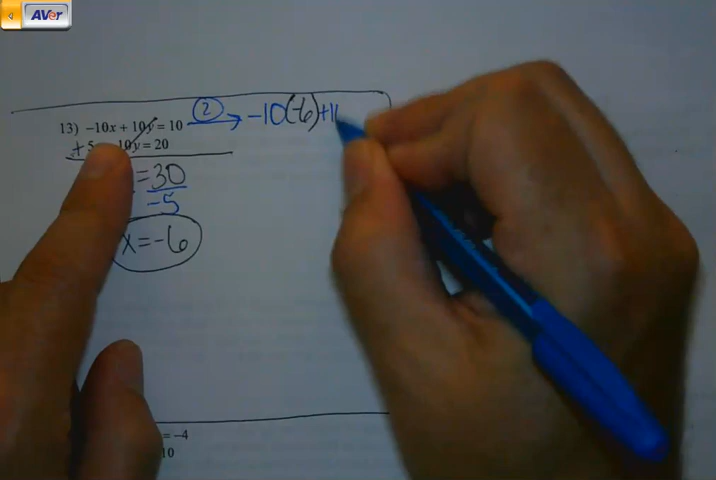 AVer
13) −10x + 10y = 10 ② → −10(−6)+1
+ 5 10y = 20
= 30
−5
x = −6
= −4
10